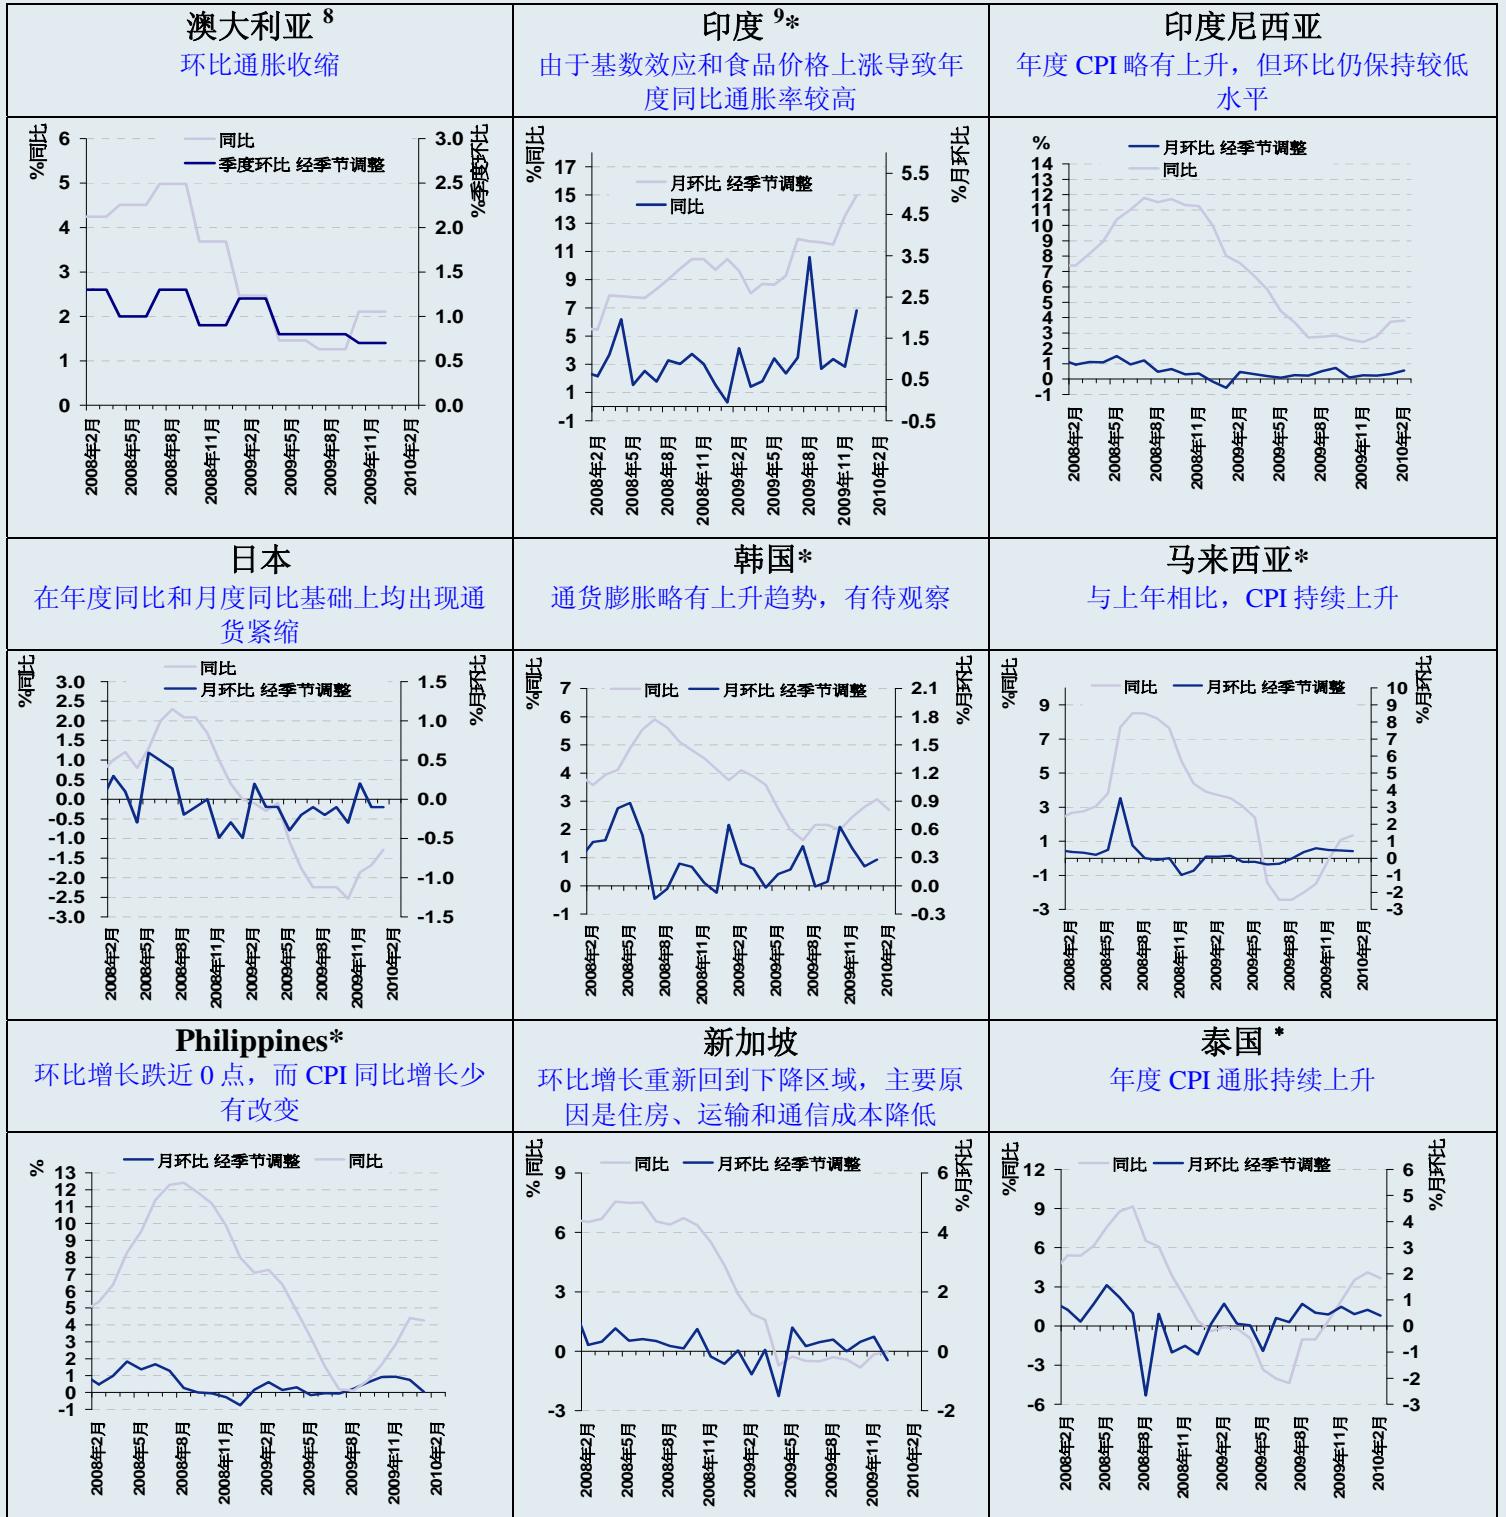 澳大利亚 8
环比通胀收缩
印度 9*
由于基数效应和食品价格上涨导致年
度同比通胀率较高
印度尼西亚
年度 CPI 略有上升，但环比仍保持较低
水平
%同比
6
5
4
3
2
1
0
同比
季度环比 经季节调整
%季度环比
3.0
2.5
2.0
1.5
1.0
0.5
0.0
2008年2月
2008年5月
2008年8月
2008年11月
2009年2月
2009年5月
2009年8月
2009年11月
2010年2月
%同比
17
15
13
11
9
7
5
3
1
-1
月环比 经季节调整
同比
%月环比
5.5
4.5
3.5
2.5
1.5
0.5
-0.5
2008年2月
2008年5月
2008年8月
2008年11月
2009年2月
2009年5月
2009年8月
2009年11月
2010年2月
%
14
13
12
11
10
9
8
7
6
5
4
3
2
1
0
-1
月环比 经季节调整
同比
2008年2月
2008年5月
2008年8月
2008年11月
2009年2月
2009年5月
2009年8月
2009年11月
2010年2月
日本
在年度同比和月度同比基础上均出现通
货紧缩
韩国*
通货膨胀略有上升趋势，有待观察
马来西亚*
与上年相比，CPI 持续上升
%同比
3.0
2.5
2.0
1.5
1.0
0.5
0.0
-0.5
-1.0
-1.5
-2.0
-2.5
-3.0
同比
月环比 经季节调整
%月环比
1.5
1.0
0.5
0.0
-0.5
-1.0
-1.5
2008年2月
2008年5月
2008年8月
2008年11月
2009年2月
2009年5月
2009年8月
2009年11月
2010年2月
%同比
7
6
5
4
3
2
1
0
-1
同比 月环比 经季节调整
%月环比
2.1
1.8
1.5
1.2
0.9
0.6
0.3
0.0
-0.3
2008年2月
2008年5月
2008年8月
2008年11月
2009年2月
2009年5月
2009年8月
2009年11月
2010年2月
%同比
9
7
5
3
1
-1
-3
同比 月环比 经季节调整
%月环比
10
9
8
7
6
5
4
3
2
1
0
-1
-2
-3
2008年2月
2008年5月
2008年8月
2008年11月
2009年2月
2009年5月
2009年8月
2009年11月
2010年2月
Philippines*
环比增长跌近 0 点，而 CPI 同比增长少
有改变
新加坡
环比增长重新回到下降区域，主要原
因是住房、运输和通信成本降低
泰国 *
年度 CPI 通胀持续上升
%
13
12
11
10
9
8
7
6
5
4
3
2
1
0
-1
月环比 经季节调整 同比
2008年2月
2008年5月
2008年8月
2008年11月
2009年2月
2009年5月
2009年8月
2009年11月
2010年2月
%同比
9
6
3
0
-3
同比 月环比 经季节调整
%月环比
6
4
2
0
-2
2008年2月
2008年5月
2008年8月
2008年11月
2009年2月
2009年5月
2009年8月
2009年11月
2010年2月
%同比
12
9
6
3
0
-3
-6
同比 月环比 经季节调整
%月环比
6
5
4
3
2
1
0
-1
-2
-3
2008年2月
2008年5月
2008年8月
2008年11月
2009年2月
2009年5月
2009年8月
2009年11月
2010年2月